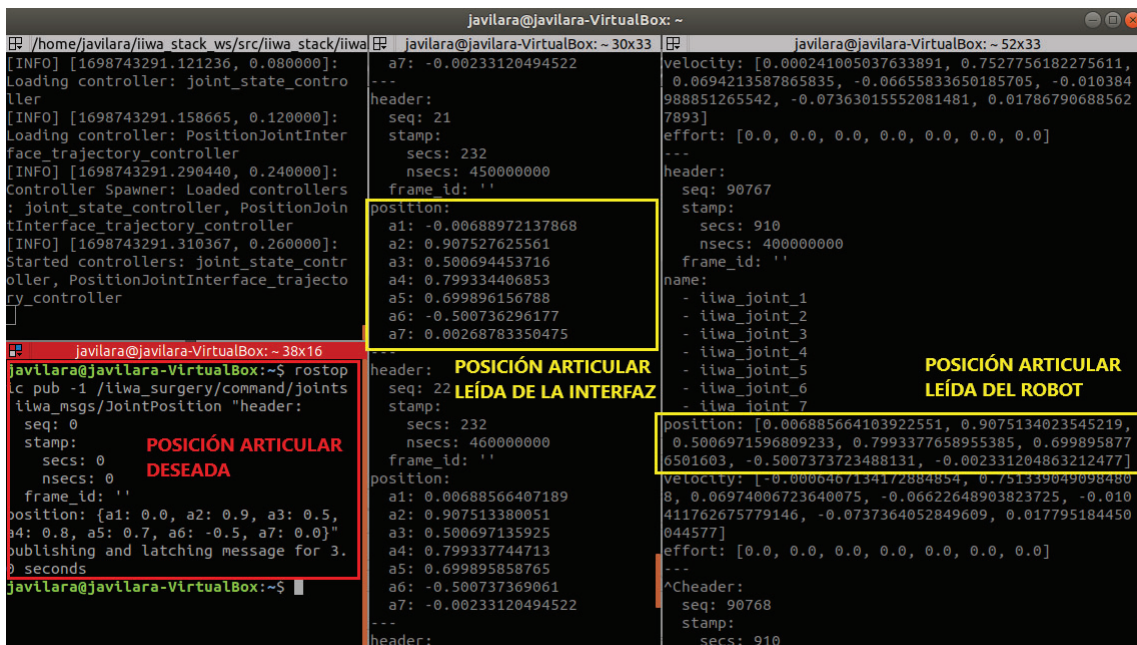 javilara@javilara-VirtualBox: ~
/home/javilara/iiwa_stack_ws/src/iiwa_stack/iiwa
[INFO] [1698743291.121236, 0.080000]:
Loading controller: joint_state_contro
ller
[INFO] [1698743291.158665, 0.120000]:
Loading controller: PositionJointInter
face_trajectory_controller
[INFO] [1698743291.290440, 0.240000]:
Controller Spawner: Loaded controllers
: joint_state_controller, PositionJoin
tInterface_trajectory_controller
[INFO] [1698743291.310367, 0.260000]:
Started controllers: joint_state_contr
oller, PositionJointInterface_trajecto
ry_controller
javilara@javilara-VirtualBox: ~ 38x16
javilara@javilara-VirtualBox:~$ rostop
ic pub -1 /iiwa_surgery/command/joints
iiwa_msgs/JointPosition "header:
seq: 0
stamp:
secs: 0
nsecs: 0
frame_id: ''
position: {a1: 0.0, a2: 0.9, a3: 0.5,
a4: 0.8, a5: 0.7, a6: -0.5, a7: 0.0}"
publishing and latching message for 3.
0 seconds
javilara@javilara-VirtualBox:~$
POSICIÓN ARTICULAR
DESEADA
javilara@javilara-VirtualBox: ~ 30x33
a7: -0.00233120494522
---
header:
seq: 21
stamp:
secs: 232
nsecs: 450000000
frame_id: ''
position:
a1: -0.00688972137868
a2: 0.907527625561
a3: 0.500694453716
a4: 0.799334406853
a5: 0.699896156788
a6: -0.500736296177
a7: 0.00268783350475
---
header:
seq: 22
stamp:
secs: 232
nsecs: 460000000
frame_id: ''
position:
a1: 0.00688566407189
a2: 0.907513380051
a3: 0.500697135925
a4: 0.799337744713
a5: 0.699895858765
a6: -0.500737369061
a7: -0.00233120494522
---
header:
POSICIÓN ARTICULAR
LEÍDA DE LA INTERFAZ
javilara@javilara-VirtualBox: ~ 52x33
velocity: [0.000241005037633891, 0.7527756182275611,
0.0694213587865835, -0.06655833650185705, -0.010384
988851265542, -0.07363015552081481, 0.01786790688562
7893]
effort: [0.0, 0.0, 0.0, 0.0, 0.0, 0.0, 0.0]
---
header:
seq: 90767
stamp:
secs: 910
nsecs: 400000000
frame_id: ''
name:
- iiwa_joint_1
- iiwa_joint_2
- iiwa_joint_3
- iiwa_joint_4
- iiwa_joint_5
- iiwa_joint_6
- iiwa_joint_7
position: [0.006885664103922551, 0.9075134023545219,
0.5006971596809233, 0.7993377658955385, 0.699895877
6501603, -0.5007373723488131, -0.002331204863212477]
velocity: [-0.0006467134172884854, 0.751339049098480
8, 0.06974006723640075, -0.06622648903823725, -0.010
411762675779146, -0.0737364052849609, 0.017795184450
044577]
effort: [0.0, 0.0, 0.0, 0.0, 0.0, 0.0, 0.0]
---
^Cheader:
seq: 90768
stamp:
secs: 910
POSICIÓN ARTICULAR
LEÍDA DEL ROBOT